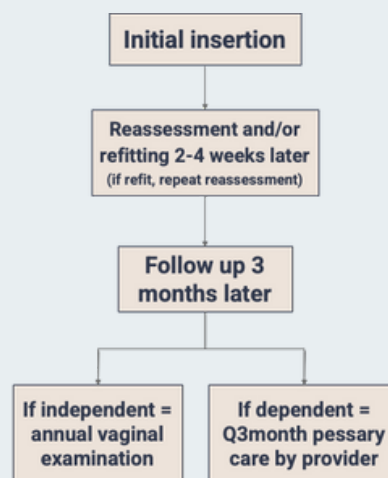 Initial insertion
Reassessment and/or
refitting 2-4 weeks later
(if refit, repeat reassessment)
Follow up 3
months later
If independent =
annual vaginal
examination
If dependent =
Q3month pessary
care by provider